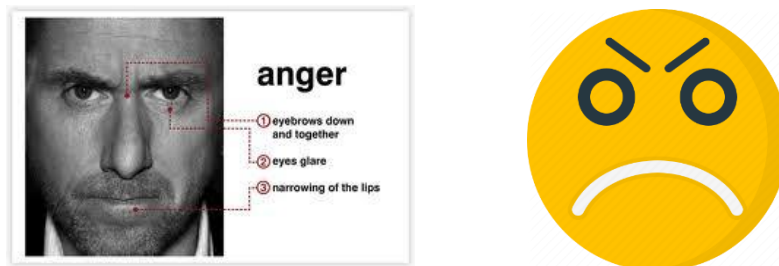 anger
1 eyebrows down
and together
2 eyes glare
3 narrowing of the lips